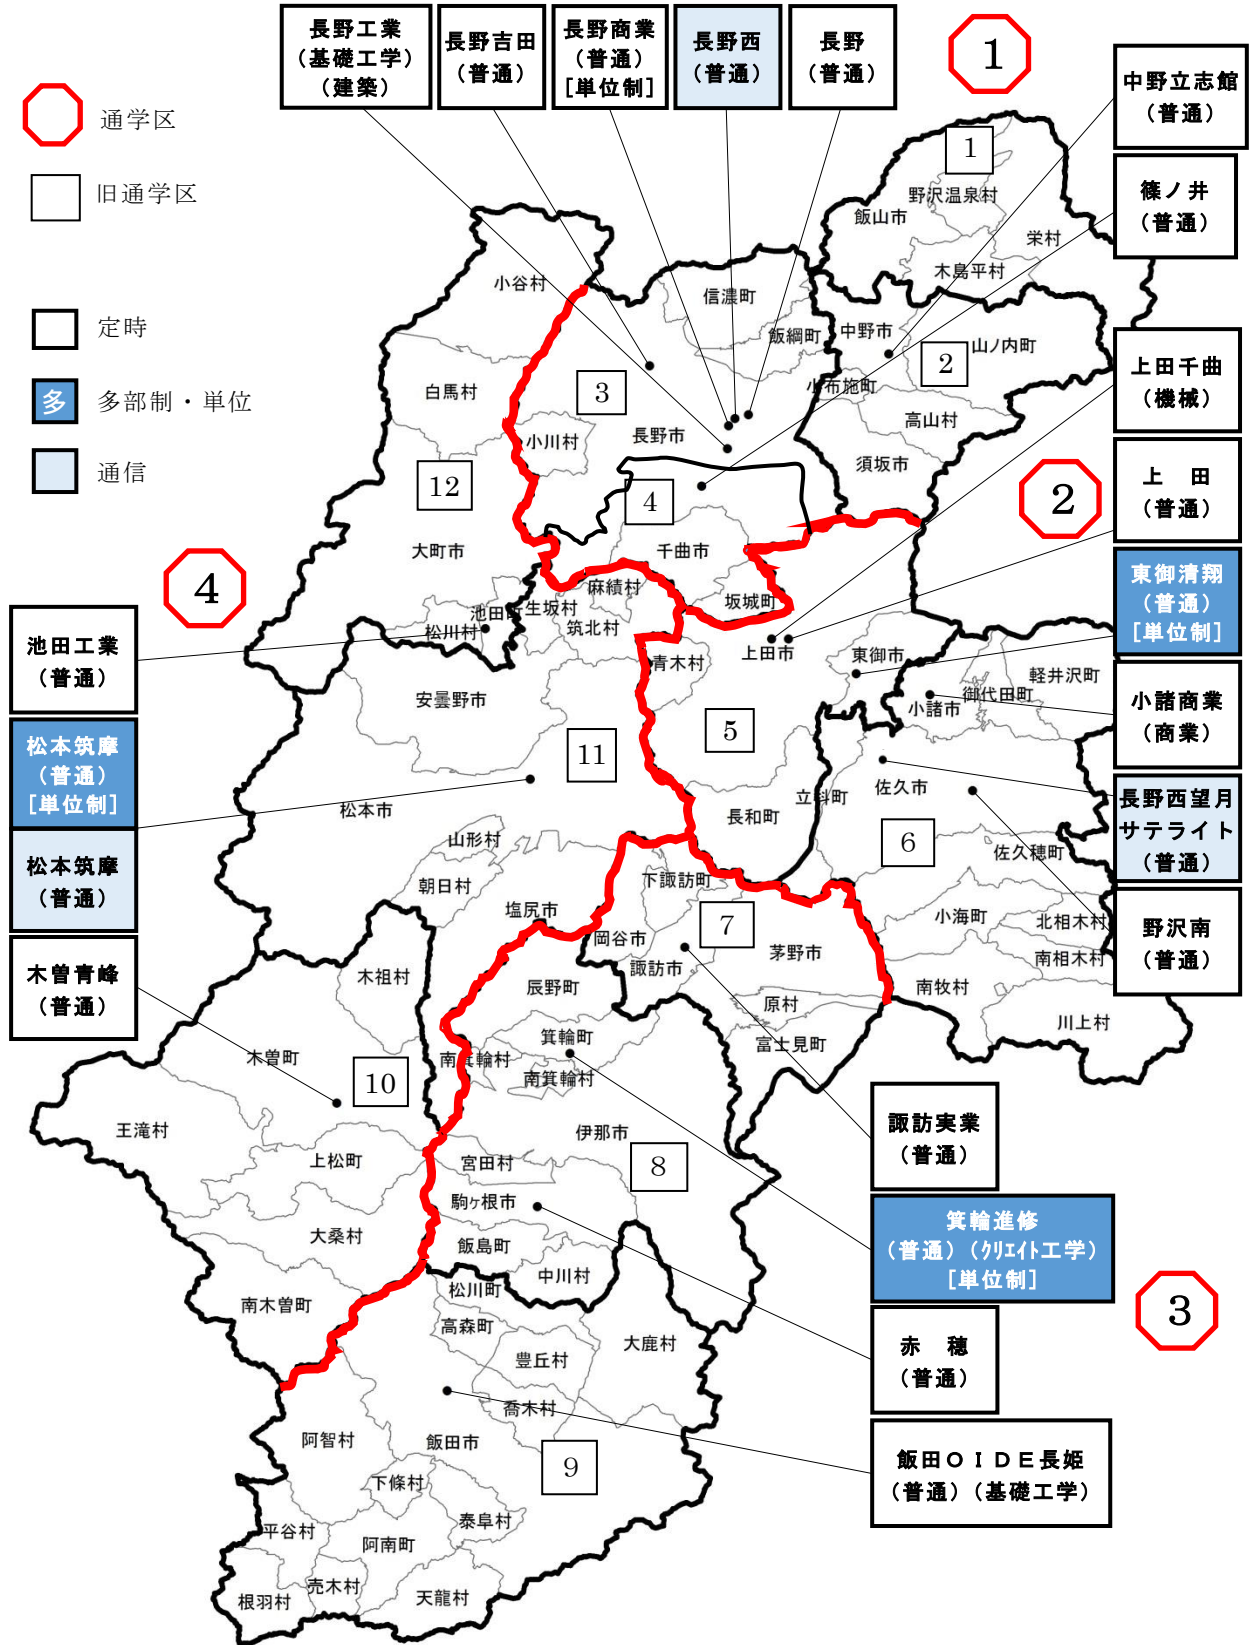 長野工業
（基礎工学）
（建築）
長野吉田
（普通）
長野商業
（普通）
［単位制］
長野西
（普通）
長野
（普通）
1
中野立志館
（普通）
篠ノ井
（普通）
通学区
旧通学区
定時
多
多部制・単位
通信
1
野沢温泉村
飯山市
栄村
木島平村
小谷村
信濃町
飯綱町
中野市
2
山ノ内町
小布施町
高山村
須坂市
白馬村
3
小川村
長野市
上田千曲
（機械）
上　田
（普通）
2
12
4
大町市
千曲市
麻績村
坂城町
4
池田町
生坂村
松川村
筑北村
東御清翔
（普通）
［単位制］
池田工業
（普通）
青木村
上田市
東御市
軽井沢町
御代田町
小諸市
小諸商業
（商業）
安曇野市
松本筑摩
（普通）
［単位制］
11
5
松本市
立科町
佐久市
長和町
長野西望月
サテライト
（普通）
松本筑摩
（普通）
山形村
6
佐久穂町
朝日村
下諏訪町
塩尻市
7
小海町
北相木村
野沢南
（普通）
岡谷市
諏訪市
茅野市
南相木村
木曽青峰
（普通）
木祖村
辰野町
南牧村
原村
川上村
木曽町
箕輪町
富士見町
南箕輪村
南箕輪村
10
王滝村
伊那市
諏訪実業
（普通）
上松町
宮田村
8
駒ヶ根市
大桑村
飯島町
箕輪進修
（普通）（ｸﾘｴｲﾄ工学）
［単位制］
中川村
松川町
南木曽町
高森町
大鹿村
3
豊丘村
赤　穂
（普通）
喬木村
阿智村
飯田市
9
飯田ＯＩＤＥ長姫
（普通）（基礎工学）
下條村
泰阜村
平谷村
阿南町
売木村
根羽村
天龍村